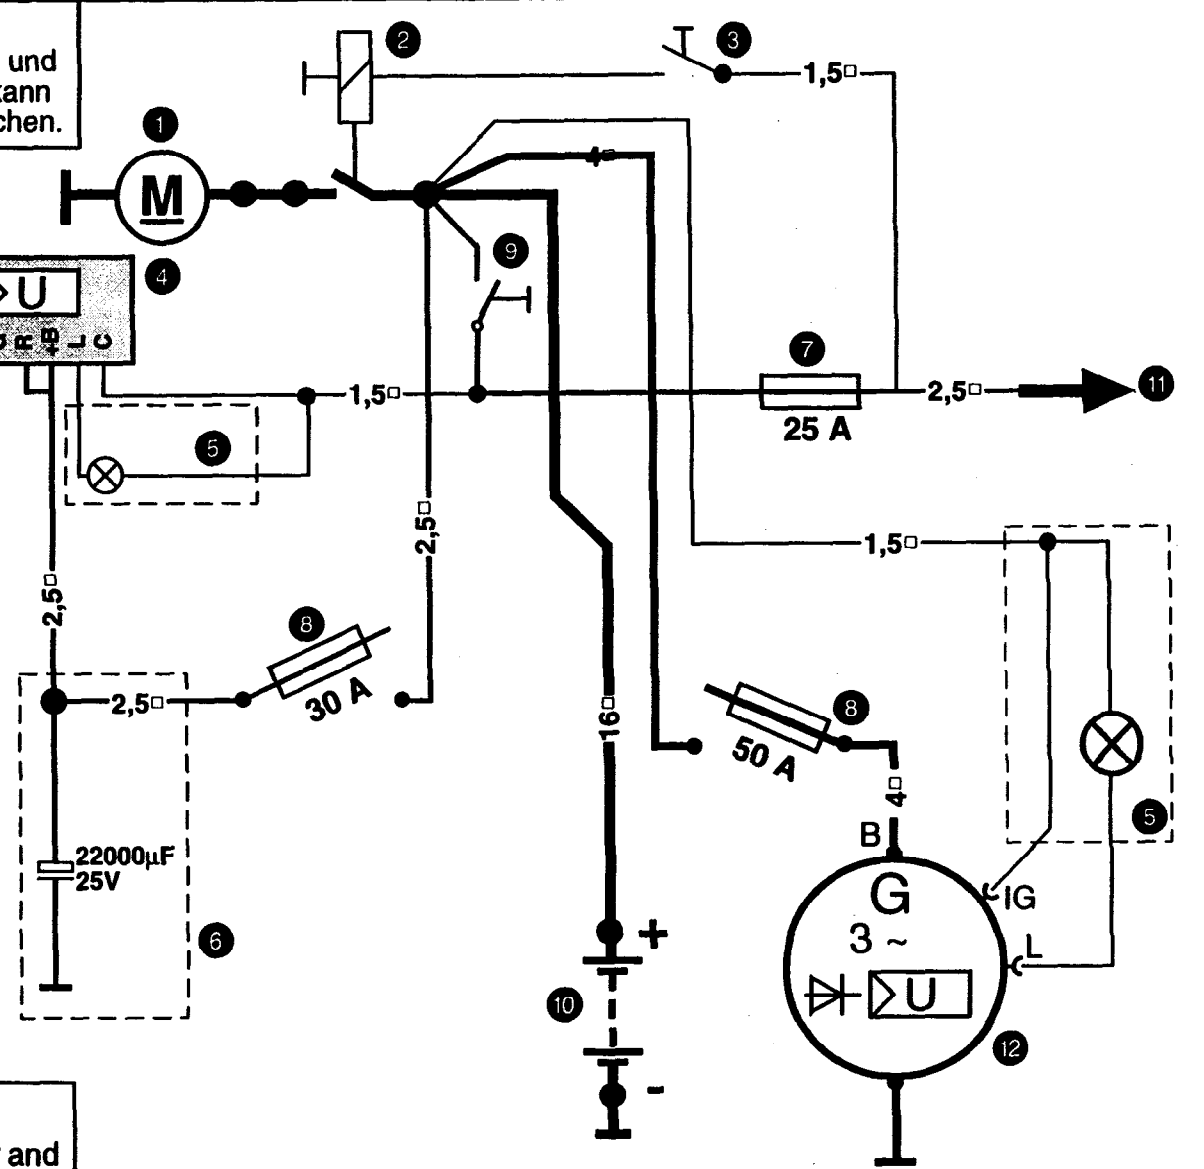 und
kann
chen.
2
3
1,5□
1
M
4□
9
4
> U
R
+B
L
C
7
1,5□
2,5□
11
25 A
5
2,5□
1,5□
2,5□
8
2,5□
30 A
16□
8
50 A
4□
5
B
22000µF
25V
G
IG
3 ~
6
+
L
10
U
12
-
and